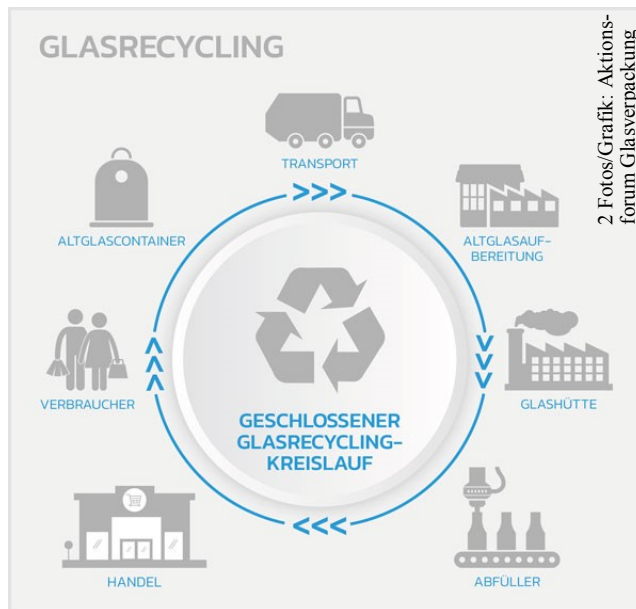 GLASRECYCLING
TRANSPORT
ALTGLASAUF-
BEREITUNG
GLASHÜTTE
ABFÜLLER
HANDEL
VERBRAUCHER
ALTGLASCONTAINER
GESCHLOSSENER
GLASRECYCLING-
KREISLAUF
2 Fotos/Grafik: Aktions-
forum Glasverpackung